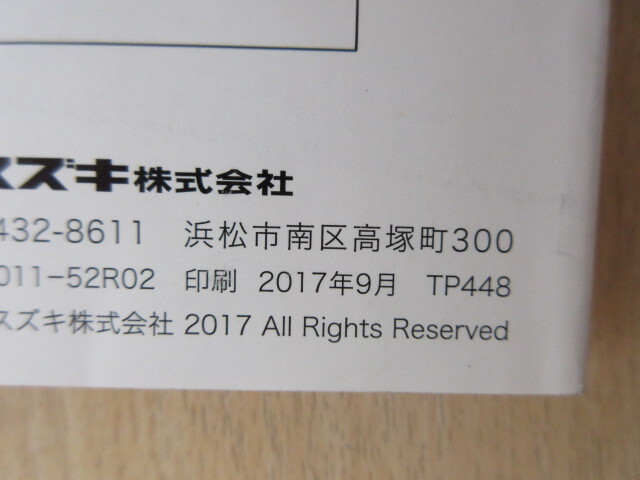 スズキ株式会社
432-8611 浜松市南区高塚町300
011-52R02 印刷 2017年9月 TP448
スズキ株式会社 2017 All Rights Reserved